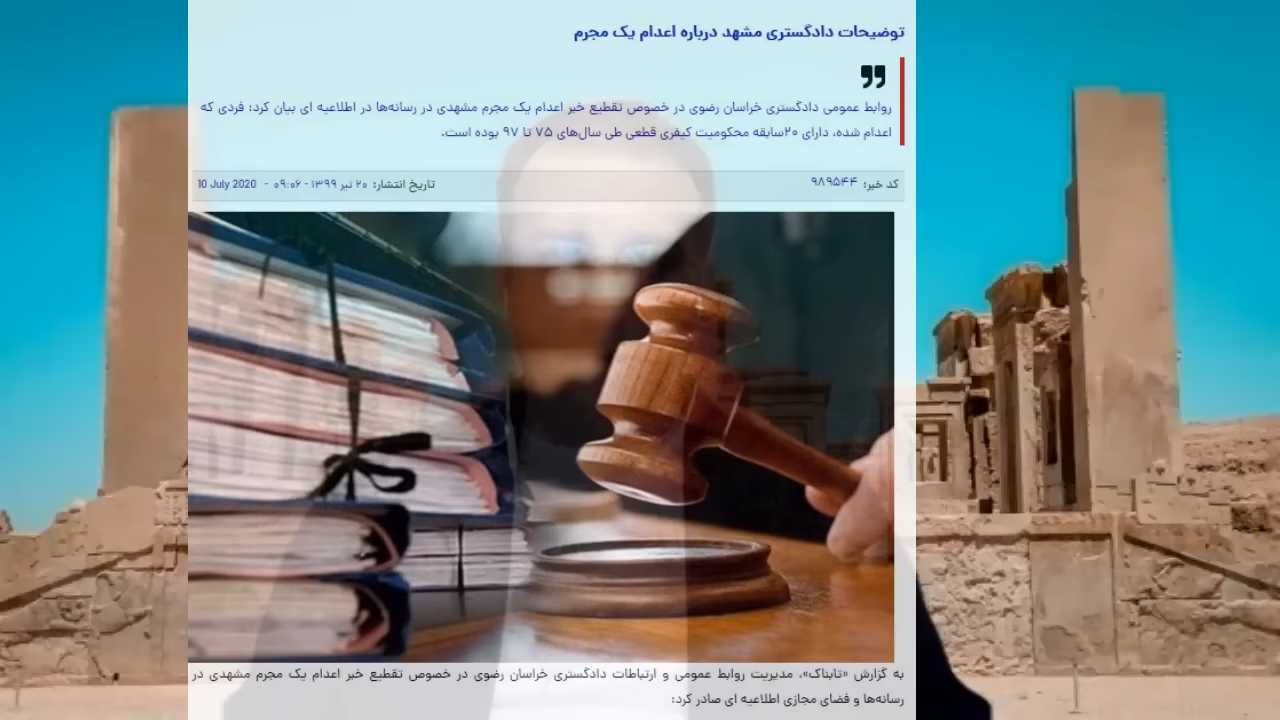 توضیحات دادگستری مشهد درباره اعدام یک مجرم
روابط عمومی دادگستری خراسان رضوی در خصوص تقطیع خبر اعدام یک مجرم مشهدی در رسانه‌ها در اطلاعیه ای بیان کرد: فردی که
اعدام شده، دارای ۲۰سابقه محکومیت کیفری قطعی طی سال‌های ۷۵ تا ۹۷ بوده است.
کد خبر: ۹۸۹۵۴۴ تاریخ انتشار: ۲۰ تیر ۱۳۹۹ - ۰۹:۰۶ - 10 July 2020
به گزارش «تابناک»، مدیریت روابط عمومی و ارتباطات دادگستری خراسان رضوی در خصوص تقطیع خبر اعدام یک مجرم مشهدی در
رسانه‌ها و فضای مجازی اطلاعیه ای صادر کرد: